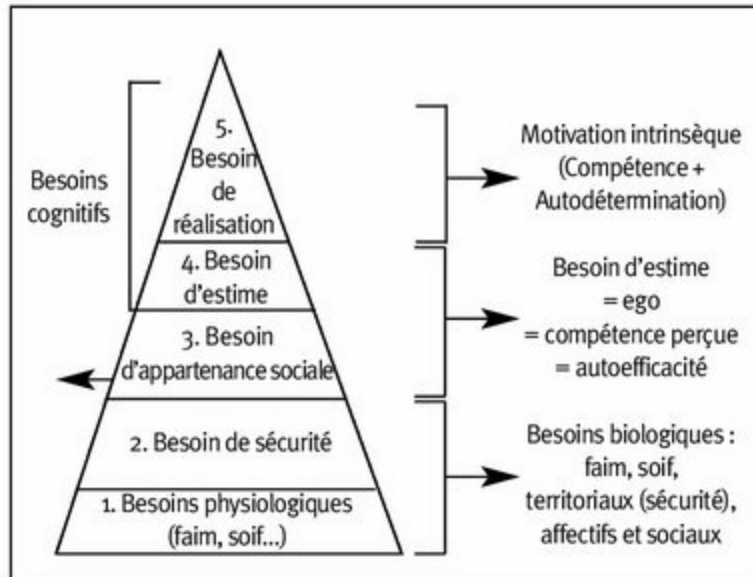 Besoins
cognitifs
5.
Besoin
de
réalisation
4. Besoin
d'estime
3. Besoin
d'appartenance sociale
2. Besoin de sécurité
1. Besoins physiologiques
(faim, soif...)
Motivation intrinsèque
(Compétence +
Autodétermination)
Besoin d'estime
= ego
= compétence perçue
= autoefficacité
Besoins biologiques :
faim, soif,
territoriaux (sécurité),
affectifs et sociaux